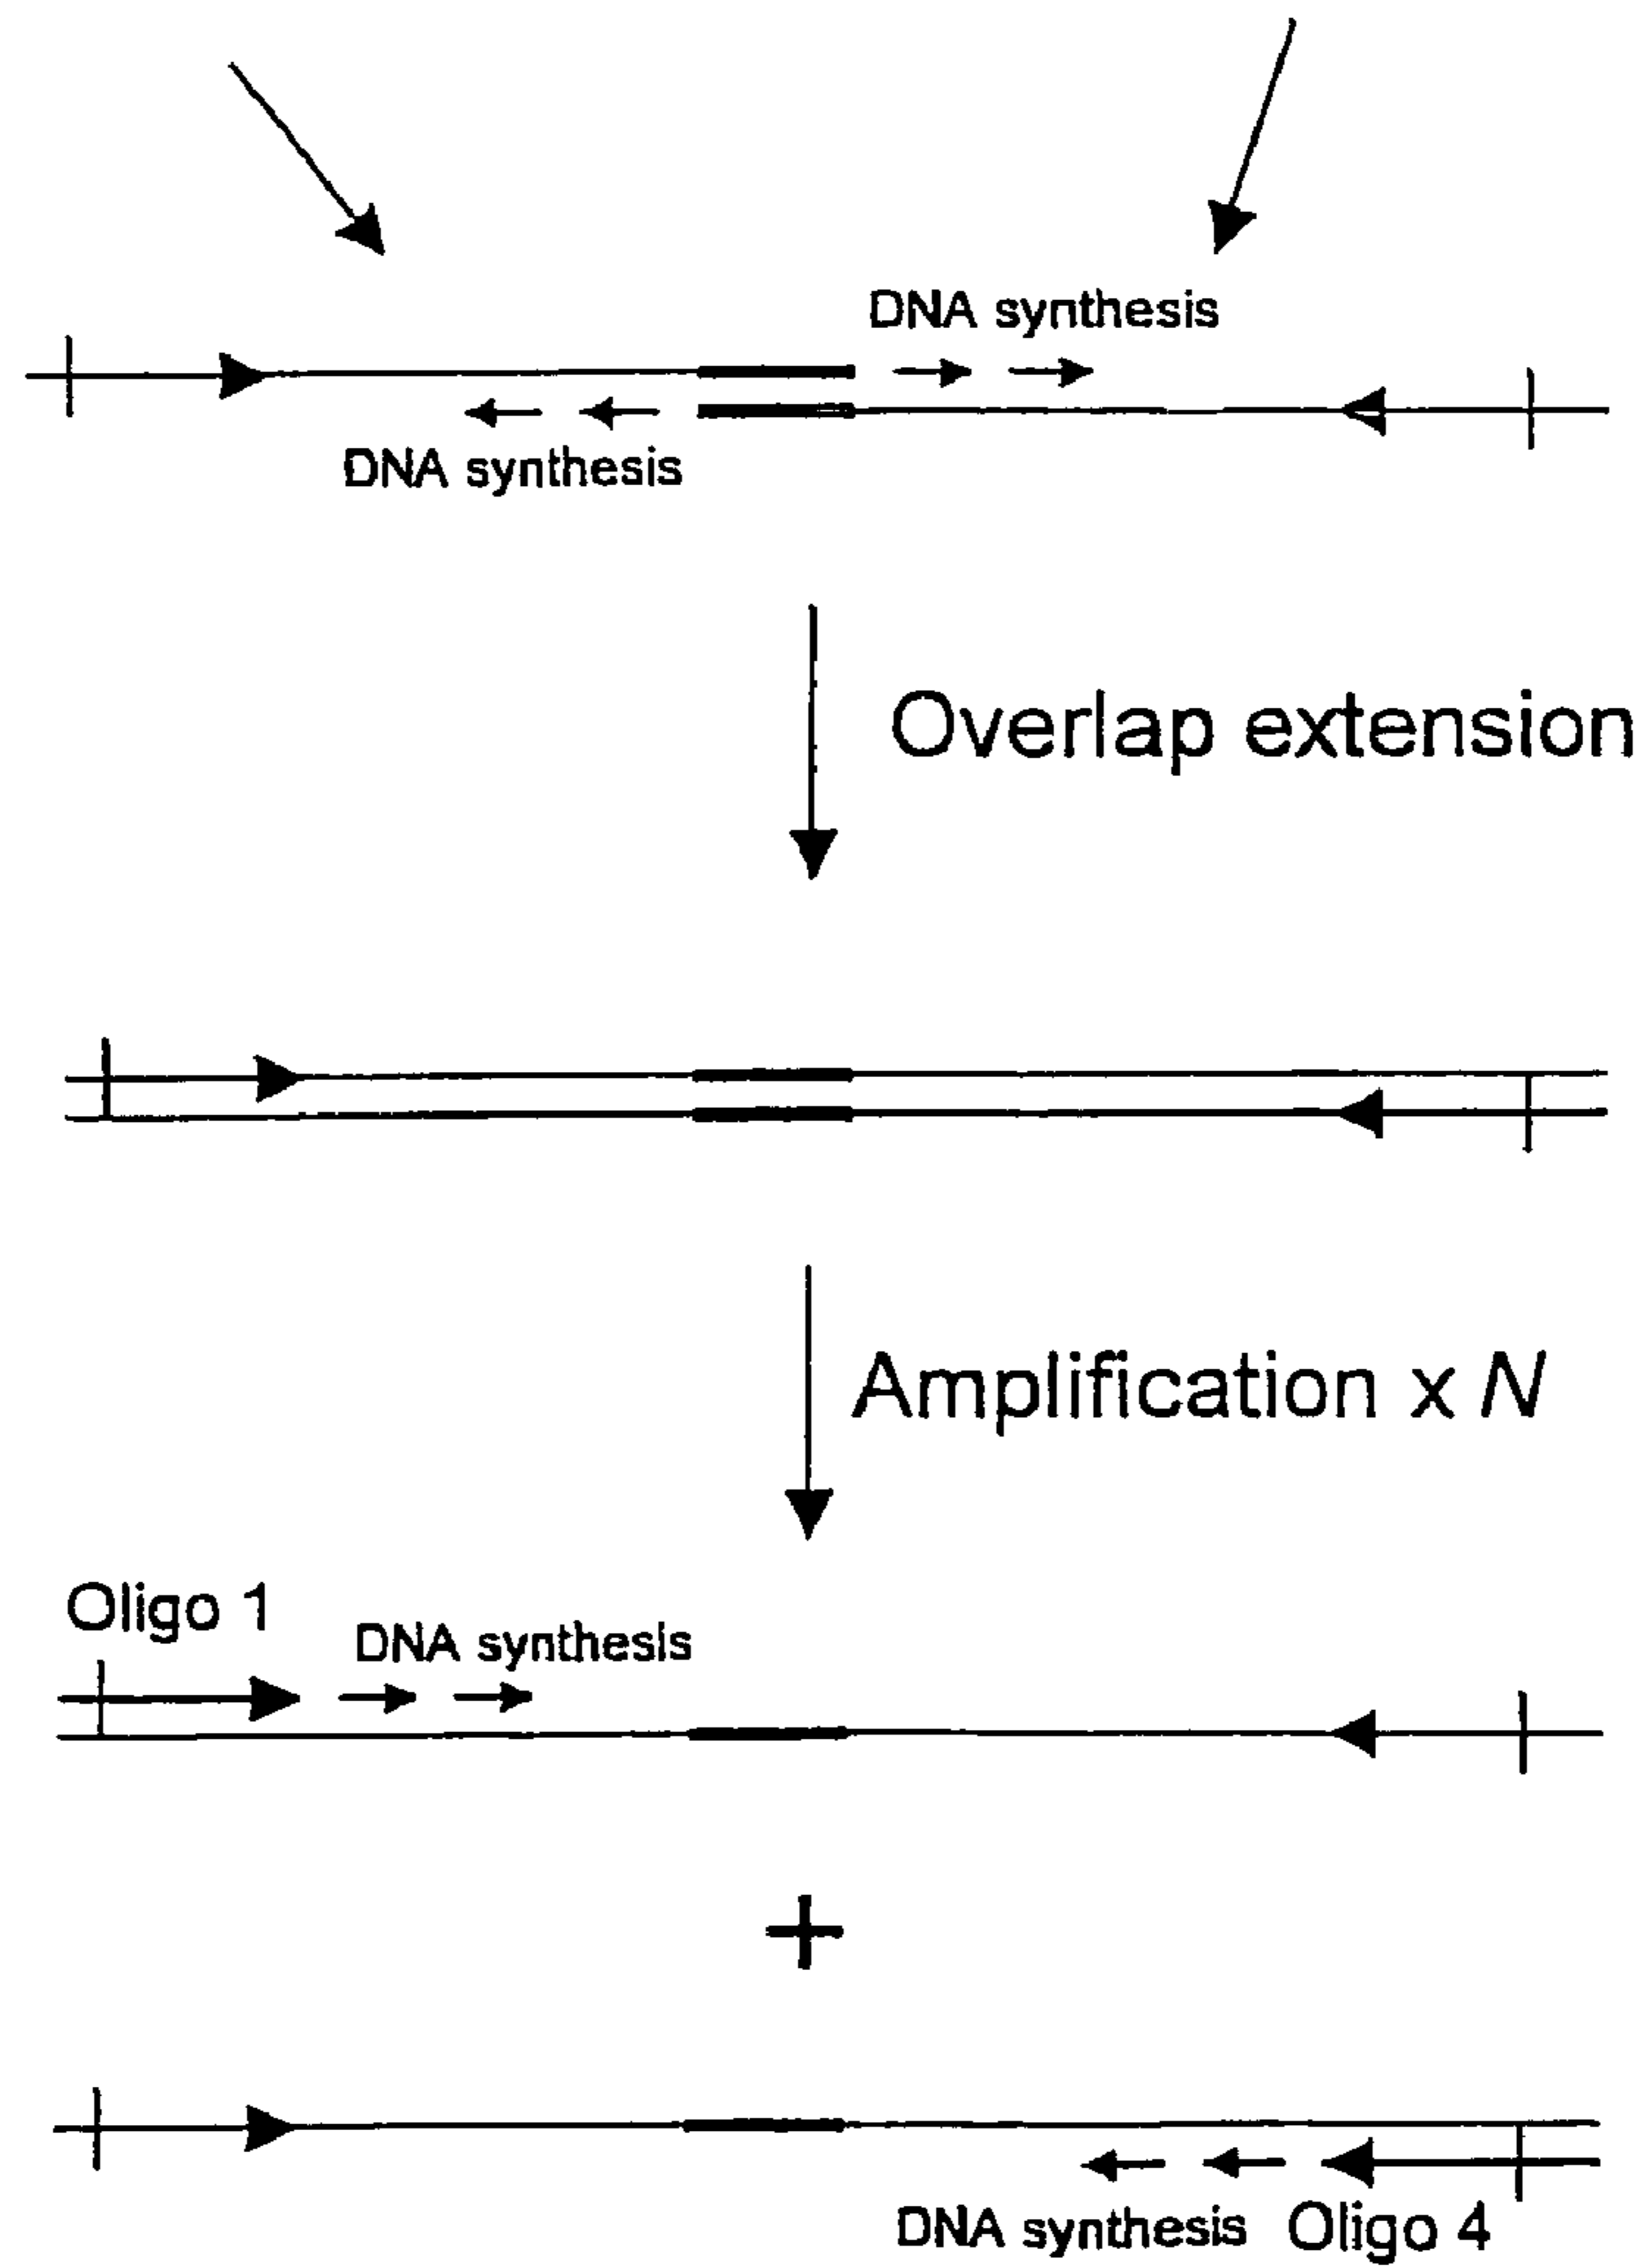 DNA synthesis
DNA synthesis
Overlap extension
Amplification x N
Oligo 1
DNA synthesis
+
DNA synthesis Oligo 4